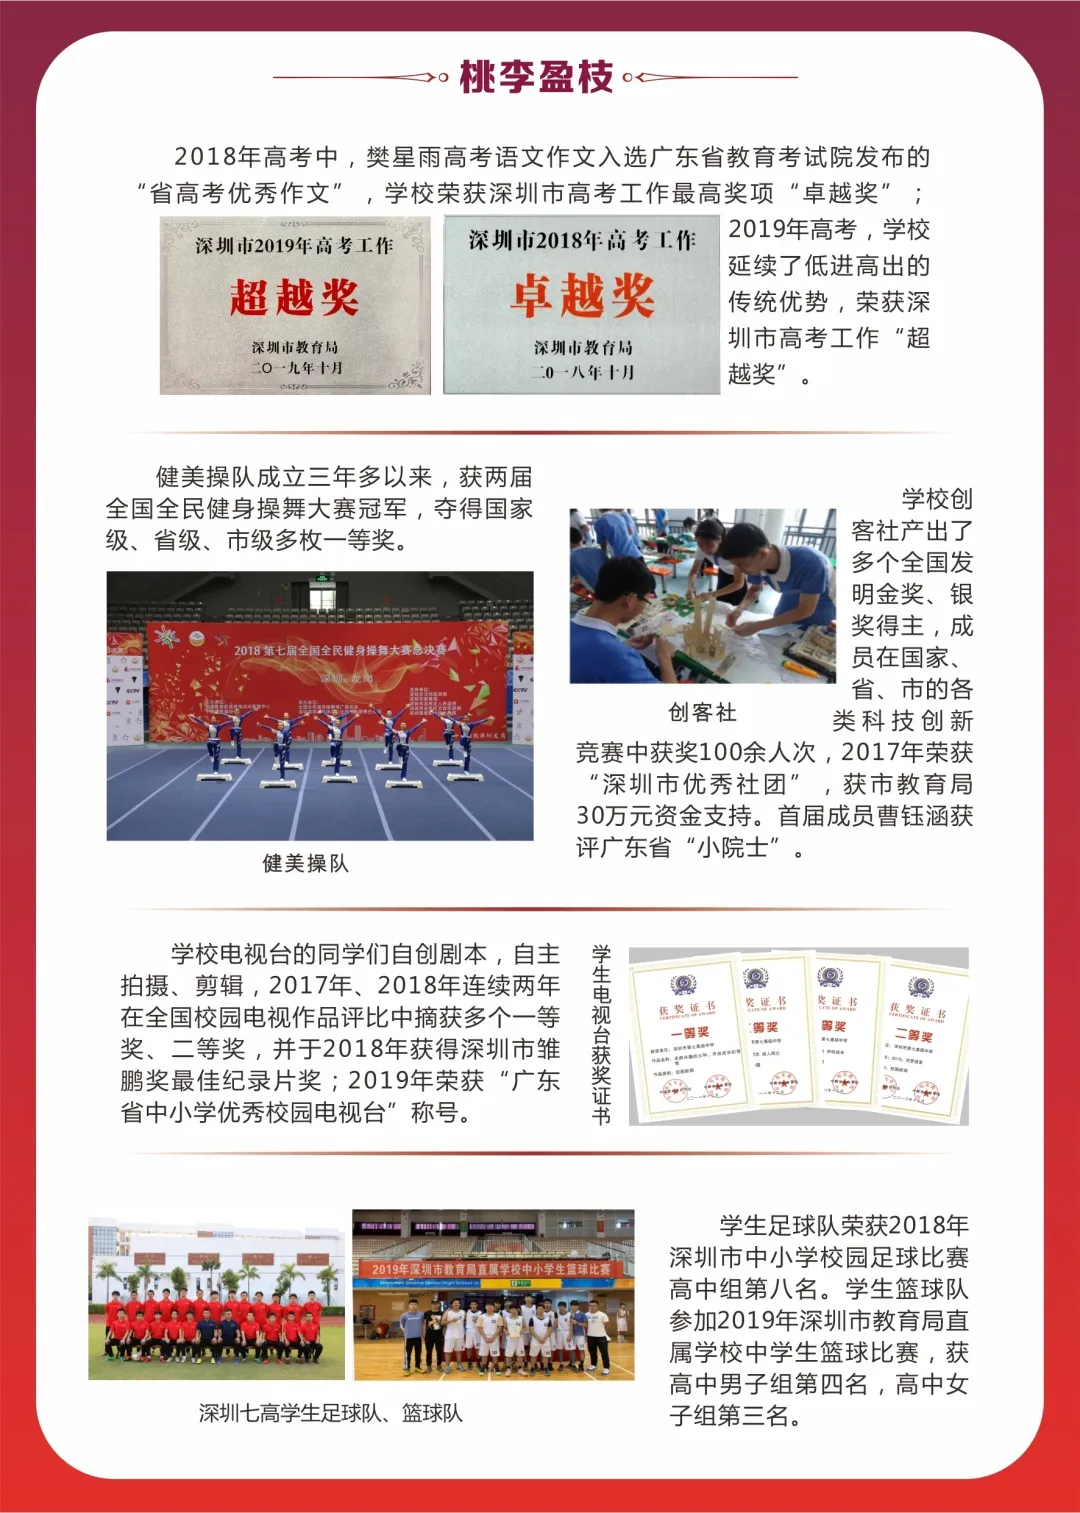 桃李盈枝
2018年高考中，樊星雨高考语文作文入选广东省教育考试院发布的
“省高考优秀作文”，学校荣获深圳市高考工作最高奖项“卓越奖”；
2019年高考，学校
延续了低进高出的
传统优势，荣获深
圳市高考工作“超
越奖”。
深圳市2019年高考工作
超越奖
深圳市教育局
二〇一九年十月
深圳市2018年高考工作
卓越奖
深圳市教育局
二〇一八年十月
健美操队成立三年多以来，获两届
全国全民健身操舞大赛冠军，夺得国家
级、省级、市级多枚一等奖。
2018 第七届全国全民健身操舞大赛总决赛
深圳 龙岗
健美操队
创客社
学校创
客社产出了
多个全国发
明金奖、银
奖得主，成
员在国家、
省、市的各
类科技创新
竞赛中获奖100余人次，2017年荣获
“深圳市优秀社团”，获市教育局
30万元资金支持。首届成员曹钰涵获
评广东省“小院士”。
学校电视台的同学们自创剧本，自主
拍摄、剪辑，2017年、2018年连续两年
在全国校园电视作品评比中摘获多个一等
奖、二等奖，并于2018年获得深圳市雏
鹏奖最佳纪录片奖；2019年荣获“广东
省中小学优秀校园电视台”称号。
学生电视台获奖证书
获奖证书
CERTIFICATE OF AWARD
一等奖
奖证书
等奖
奖证书
等奖
获奖证书
二等奖
2019年深圳市教育局直属学校中小学生篮球比赛
深圳七高学生足球队、篮球队
学生足球队荣获2018年
深圳市中小学校园足球比赛
高中组第八名。学生篮球队
参加2019年深圳市教育局直
属学校中学生篮球比赛，获
高中男子组第四名，高中女
子组第三名。